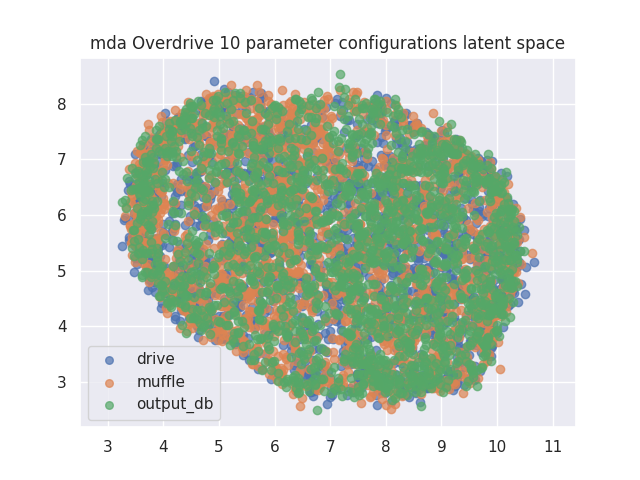 mda Overdrive 10 parameter configurations latent space
8
7
6
5
4
3
drive
muffle
output_db
3 4 5 6 7 8 9 10 11